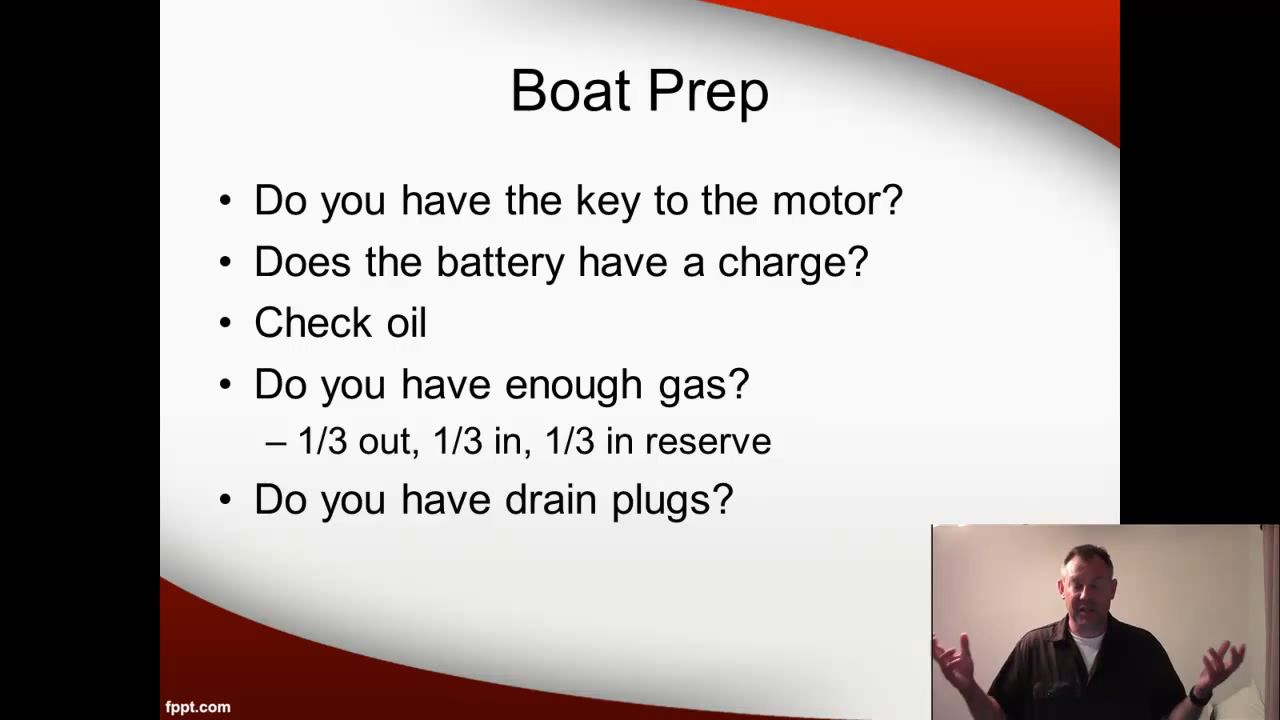 Boat Prep
• Do you have the key to the motor?
• Does the battery have a charge?
• Check oil
• Do you have enough gas?
– 1/3 out, 1/3 in, 1/3 in reserve
• Do you have drain plugs?
fppt.com